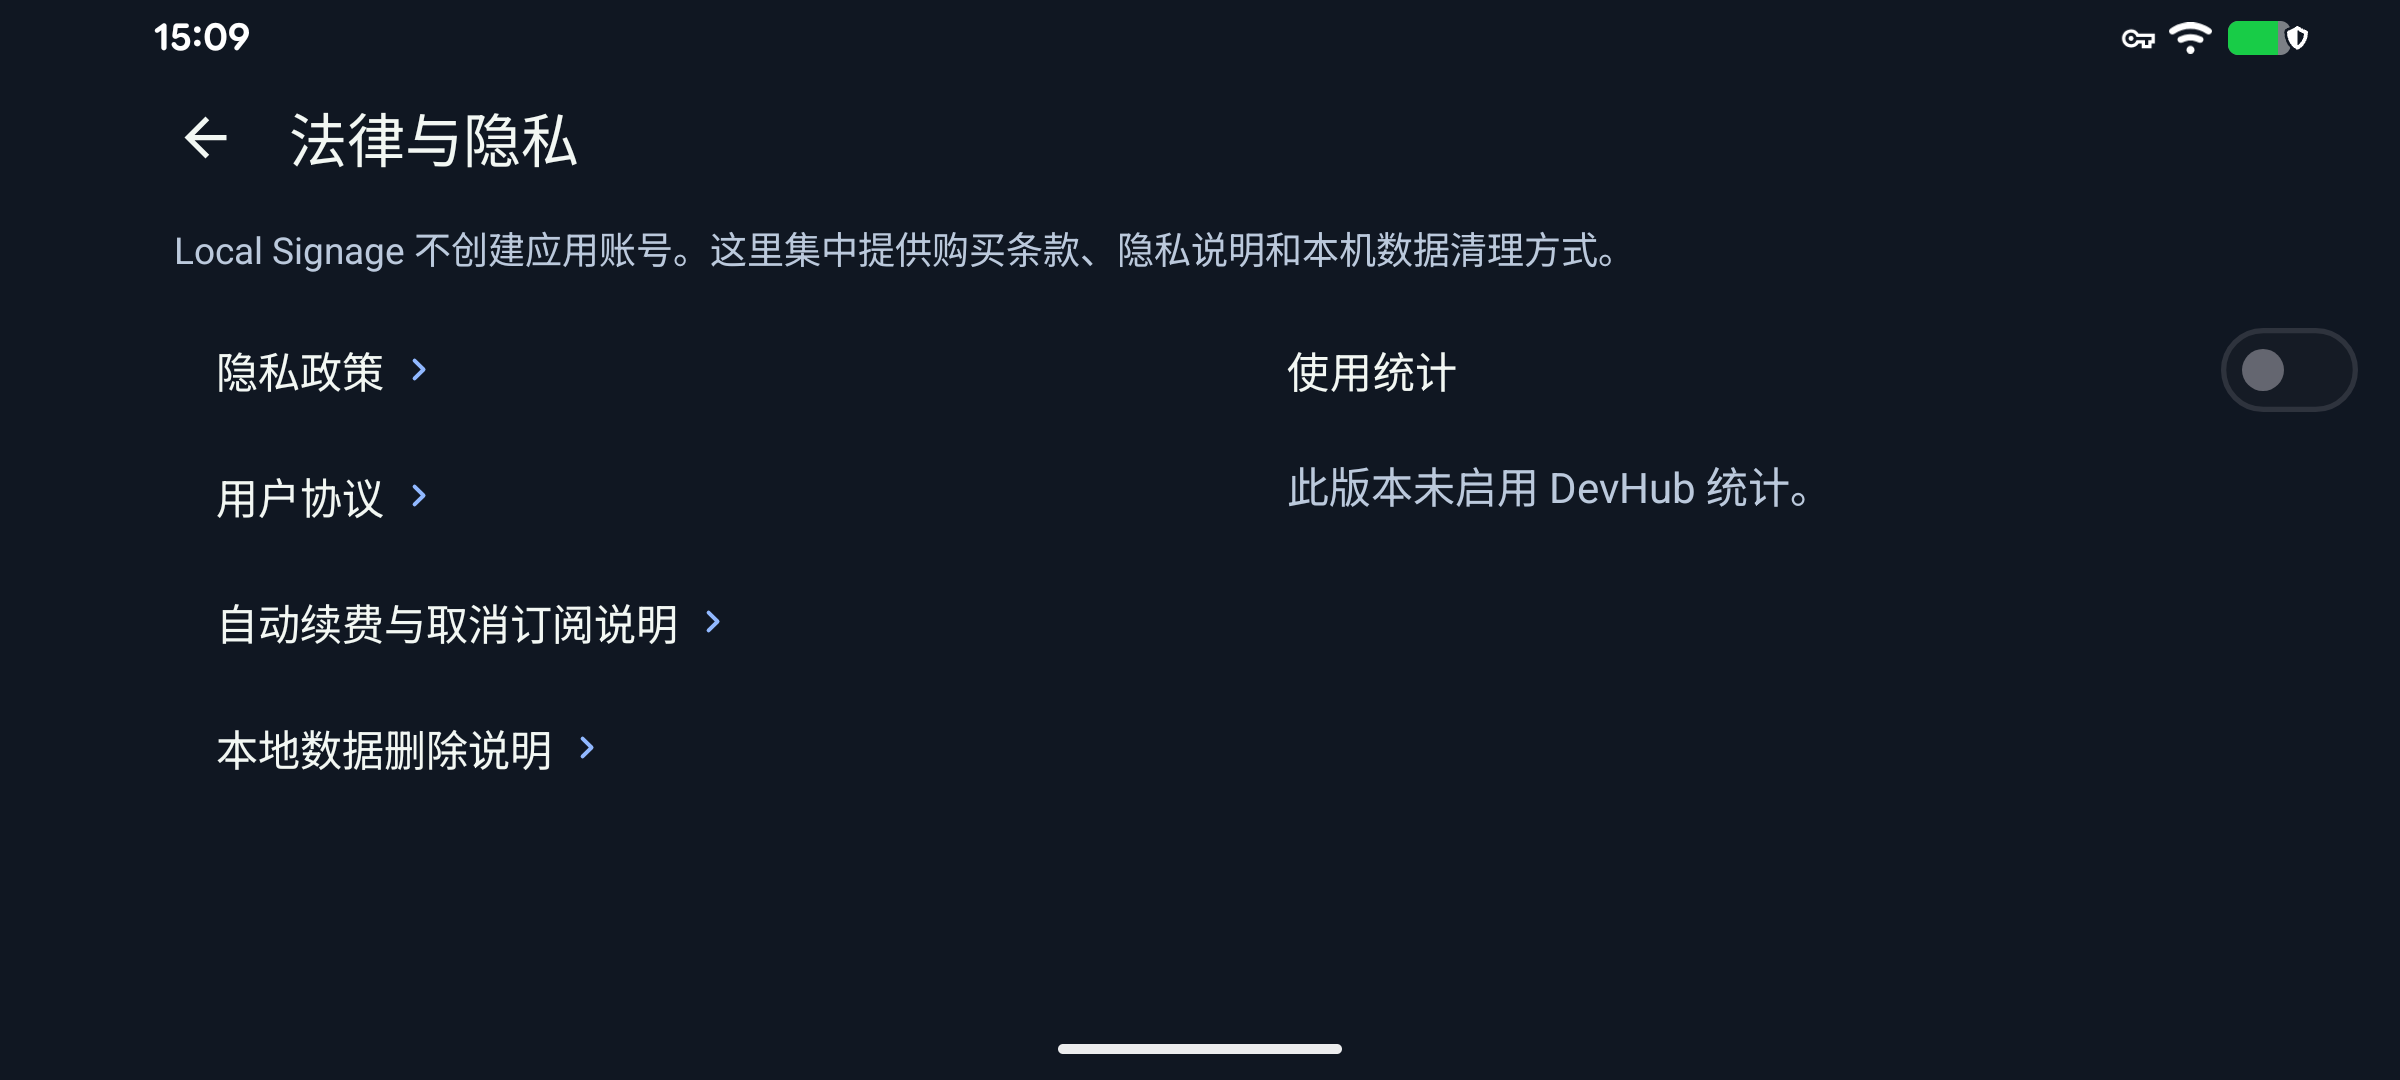 15:09
法律与隐私
Local Signage 不创建应用账号。这里集中提供购买条款、隐私说明和本机数据清理方式。
隐私政策
用户协议
自动续费与取消订阅说明
本地数据删除说明
使用统计
此版本未启用 DevHub 统计。